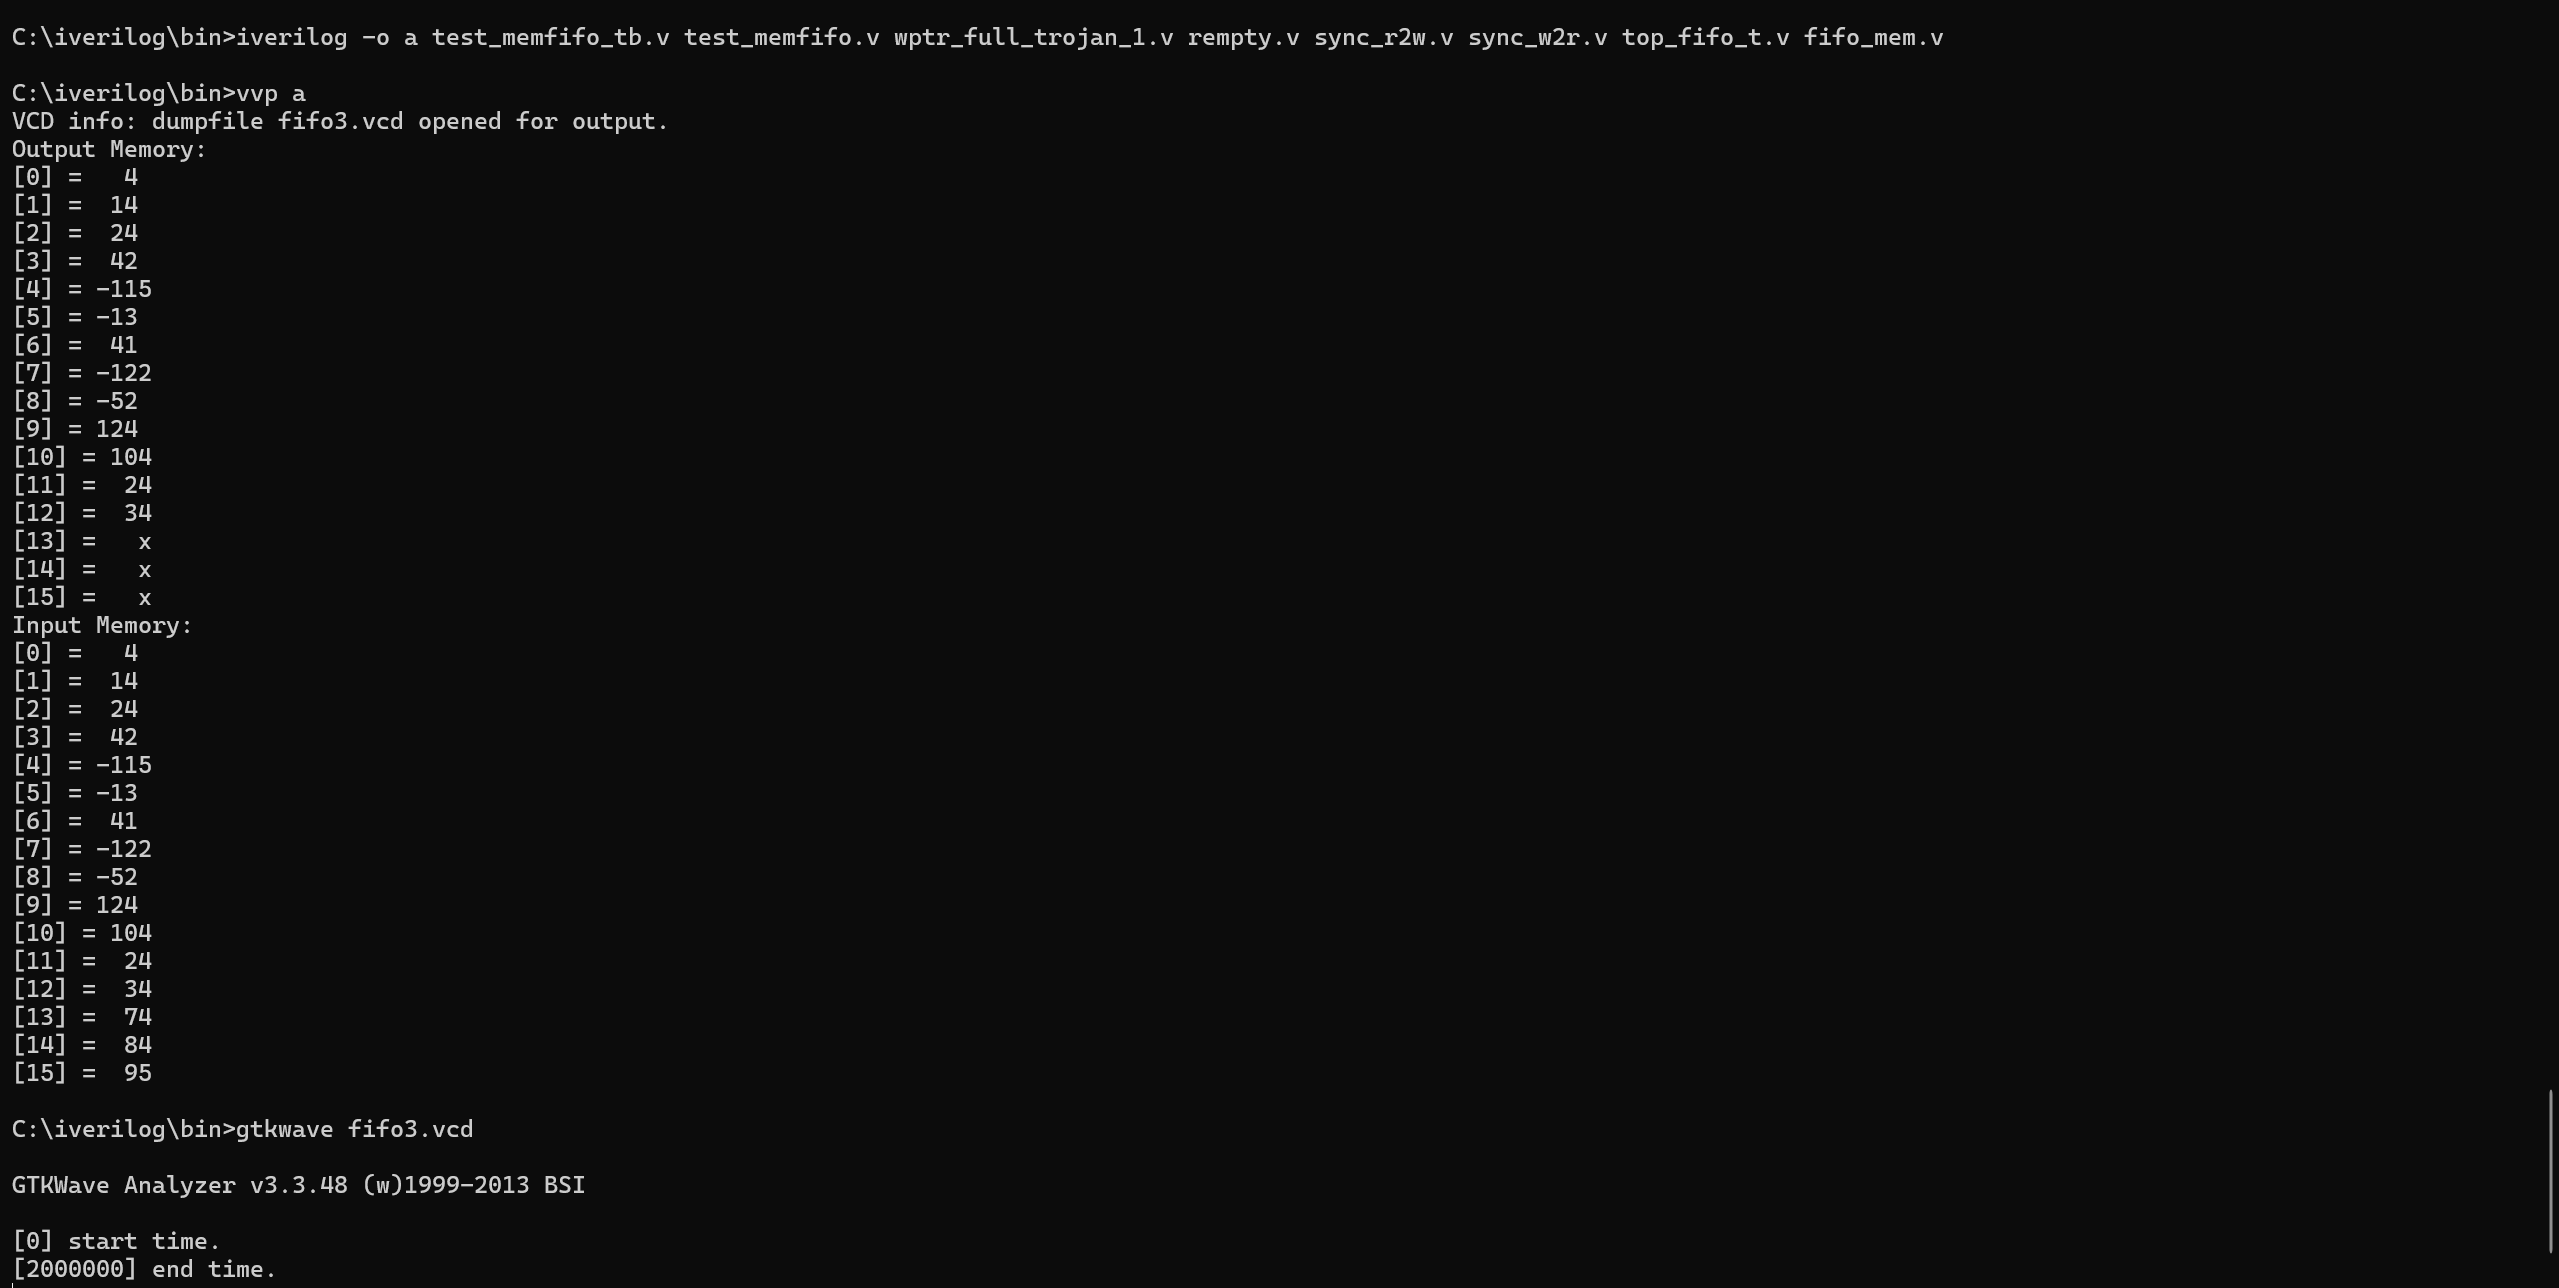 C:\iverilog\bin>iverilog -o a test_memfifo_tb.v test_memfifo.v wptr_full_trojan_1.v rempty.v sync_r2w.v sync_w2r.v top_fifo_t.v fifo_mem.v
C:\iverilog\bin>vvp a
VCD info: dumpfile fifo3.vcd opened for output.
Output Memory:
[0] =   4
[1] =  14
[2] =  24
[3] =  42
[4] = -115
[5] = -13
[6] =  41
[7] = -122
[8] = -52
[9] = 124
[10] = 104
[11] =  24
[12] =  34
[13] =   x
[14] =   x
[15] =   x
Input Memory:
[0] =   4
[1] =  14
[2] =  24
[3] =  42
[4] = -115
[5] = -13
[6] =  41
[7] = -122
[8] = -52
[9] = 124
[10] = 104
[11] =  24
[12] =  34
[13] =  74
[14] =  84
[15] =  95
C:\iverilog\bin>gtkwave fifo3.vcd
GTKWave Analyzer v3.3.48 (w)1999-2013 BSI
[0] start time.
[2000000] end time.